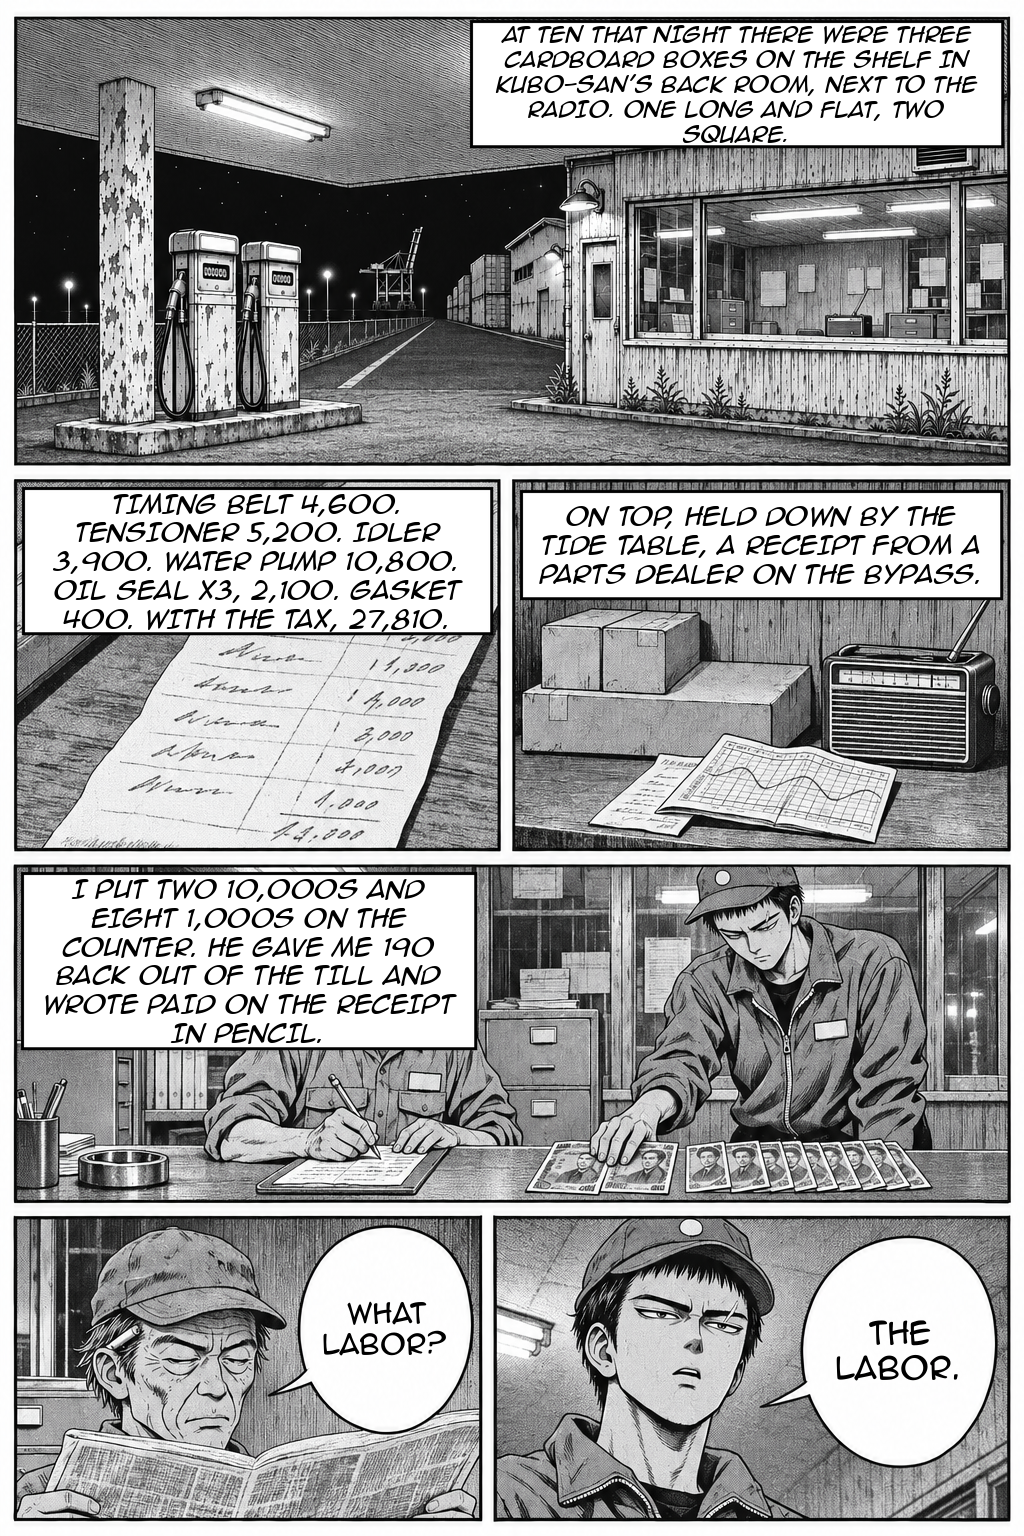 AT TEN THAT NIGHT THERE WERE THREE
CARDBOARD BOXES ON THE SHELF IN
KUBO-SAN'S BACK ROOM, NEXT TO THE
RADIO. ONE LONG AND FLAT, TWO
SQUARE.
ON TOP, HELD DOWN BY THE
TIDE TABLE, A RECEIPT FROM A
PARTS DEALER ON THE BYPASS.
TIMING BELT 4,600.
TENSIONER 5,200. IDLER
3,900. WATER PUMP 10,800.
OIL SEAL X3, 2,100. GASKET
400. WITH THE TAX, 27,810.
I PUT TWO 10,000S AND
EIGHT 1,000S ON THE
COUNTER. HE GAVE ME 190
BACK OUT OF THE TILL AND
WROTE PAID ON THE RECEIPT
IN PENCIL.
THE
LABOR.
WHAT
LABOR?